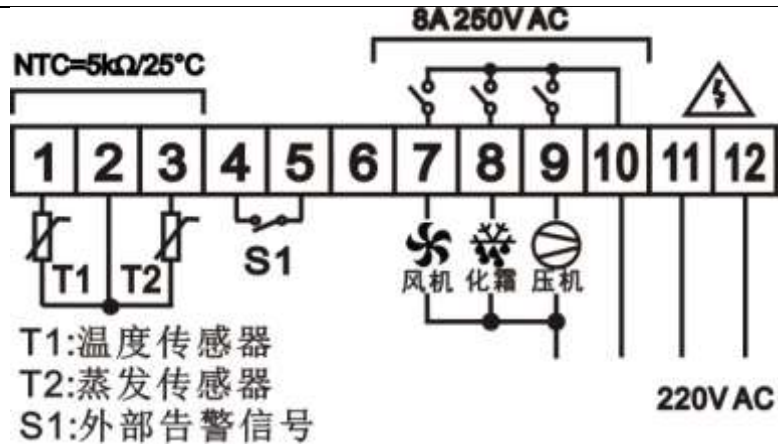 8A 250V AC
NTC=5kΩ/25°C
1 2 3 4 5 6 7 8 9 10 11 12
T1 T2 S1 风机 化霜 压机
T1:温度传感器
T2:蒸发传感器
220V AC
S1:外部告警信号